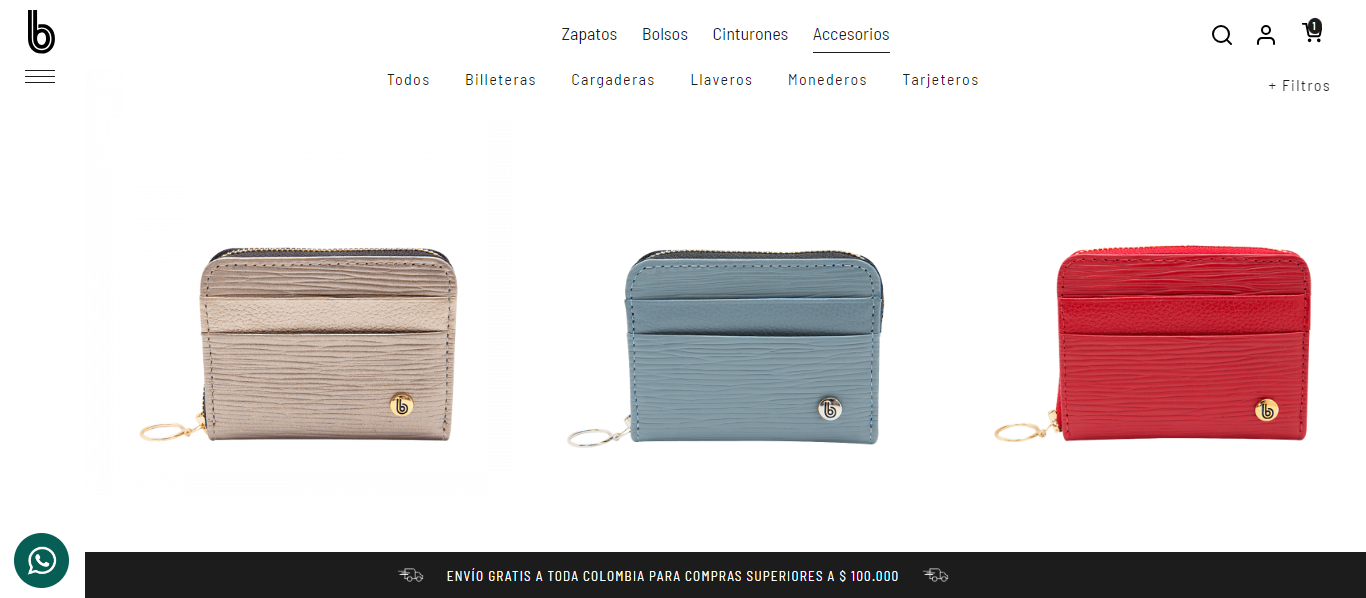 b
Zapatos Bolsos Cinturones Accesorios
1
Todos Billeteras Cargaderas Llaveros Monederos Tarjeteros
+ Filtros
b
b
b
ENVÍO GRATIS A TODA COLOMBIA PARA COMPRAS SUPERIORES A $ 100.000